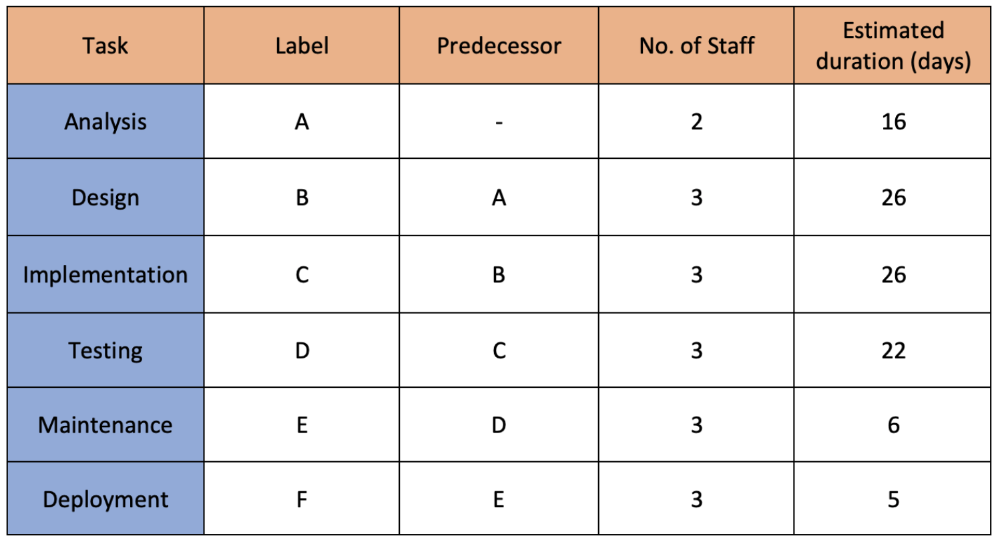 Task Label Predecessor No. of Staff Estimated duration (days)
Analysis A - 2 16
Design B A 3 26
Implementation C B 3 26
Testing D C 3 22
Maintenance E D 3 6
Deployment F E 3 5